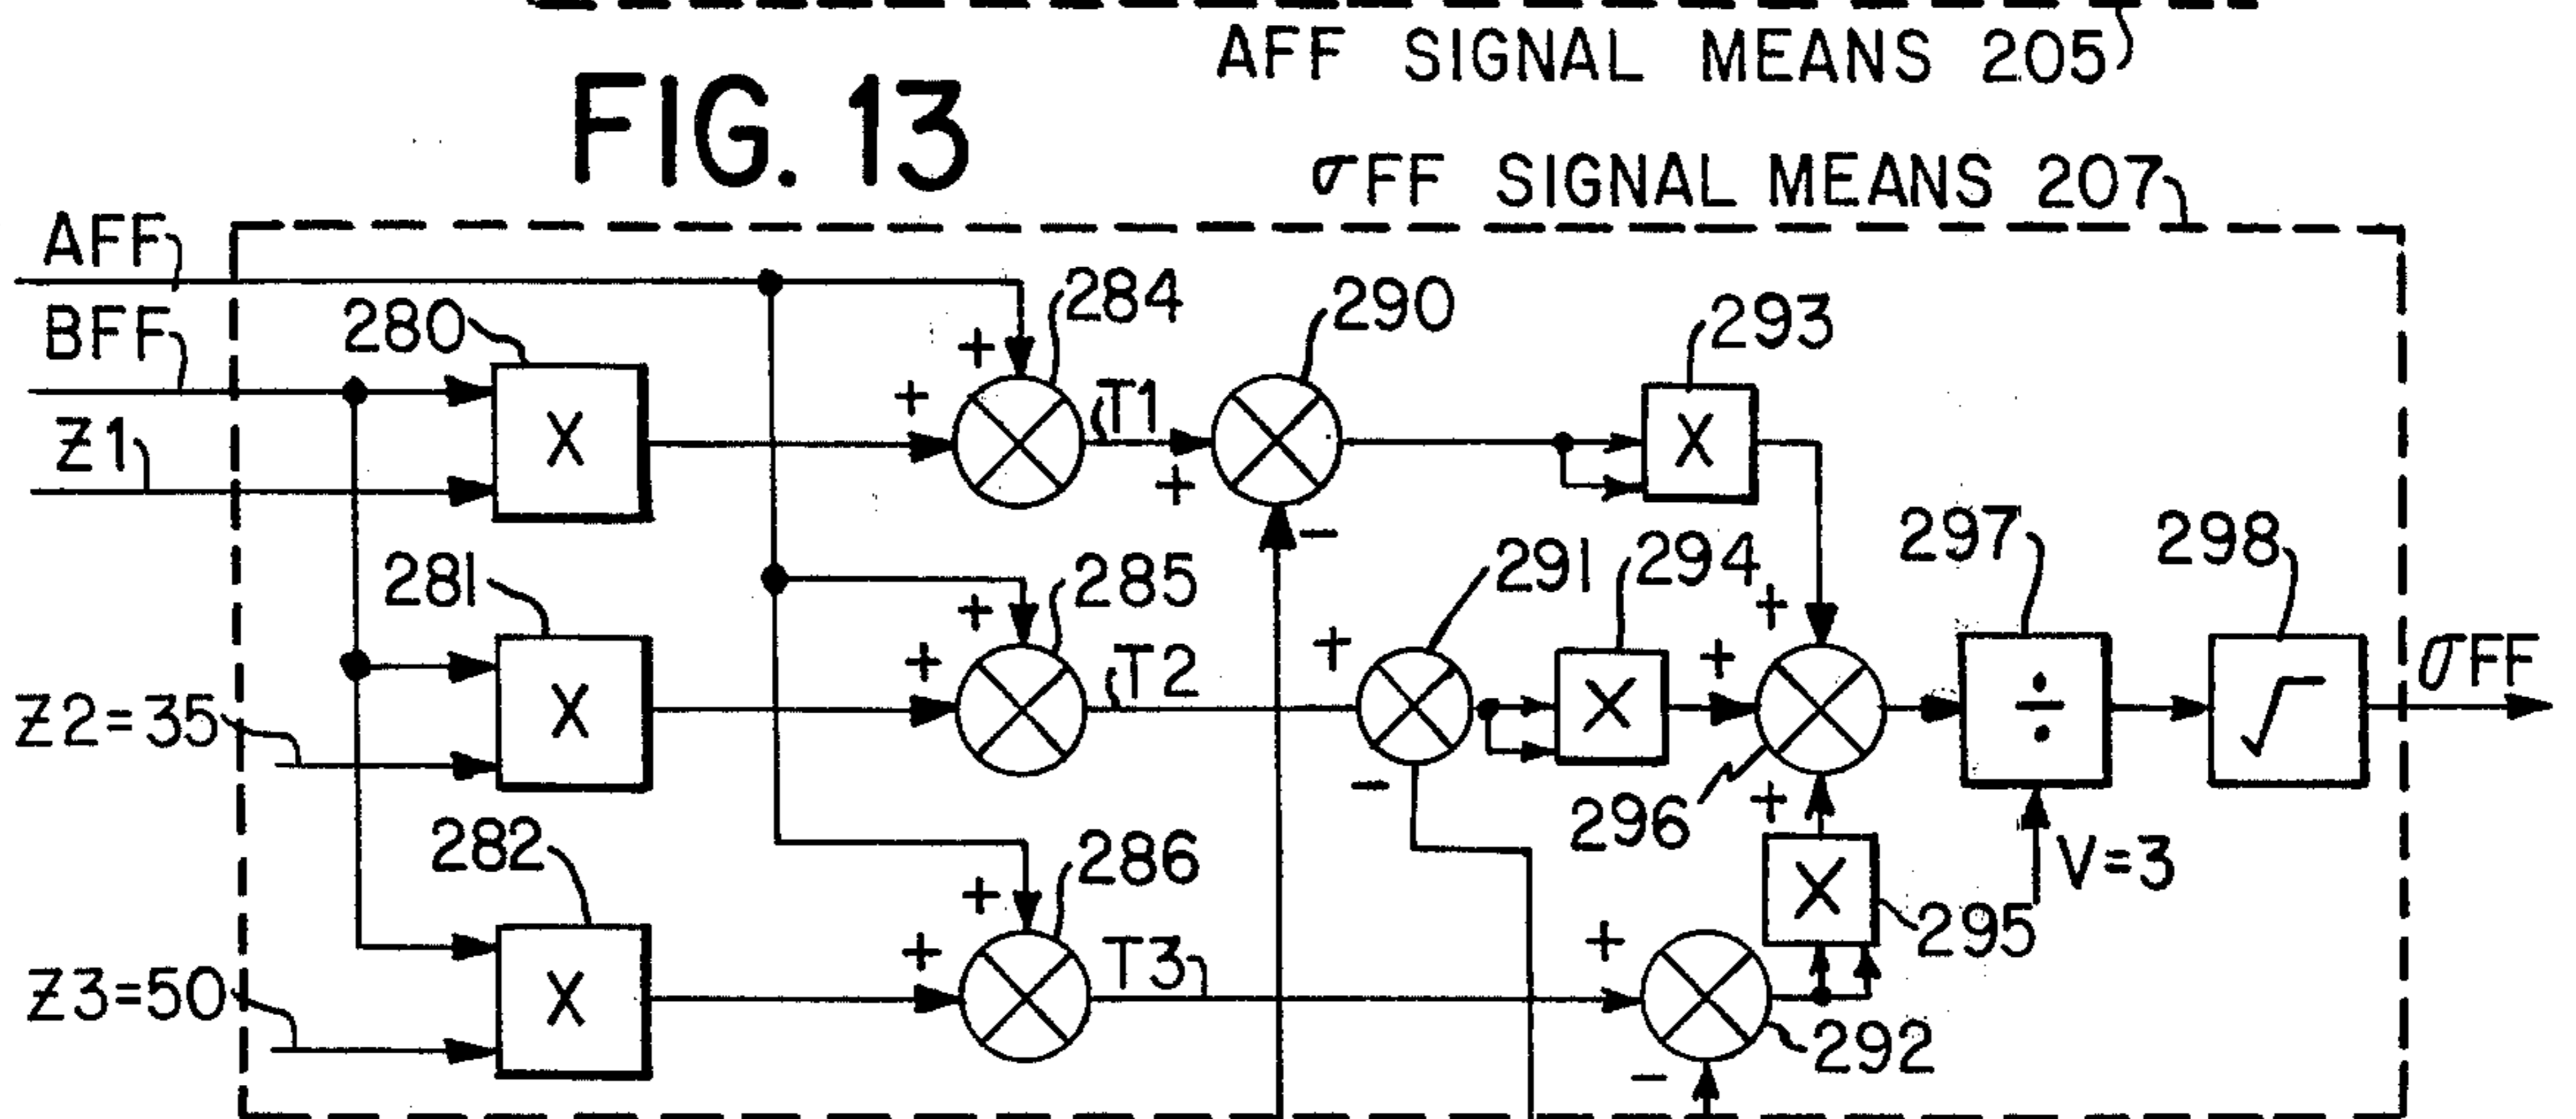 AFF SIGNAL MEANS 205
FIG. 13
σFF SIGNAL MEANS 207
AFF
BFF
Z1
280
X
+
+
284
T1
+
-
290
293
X
281
X
Z2=35
+
+
285
T2
+
-
291
294
X
+
+
+
296
297
÷
V=3
298
√
σFF
282
X
Z3=50
+
+
286
T3
+
-
292
X
295